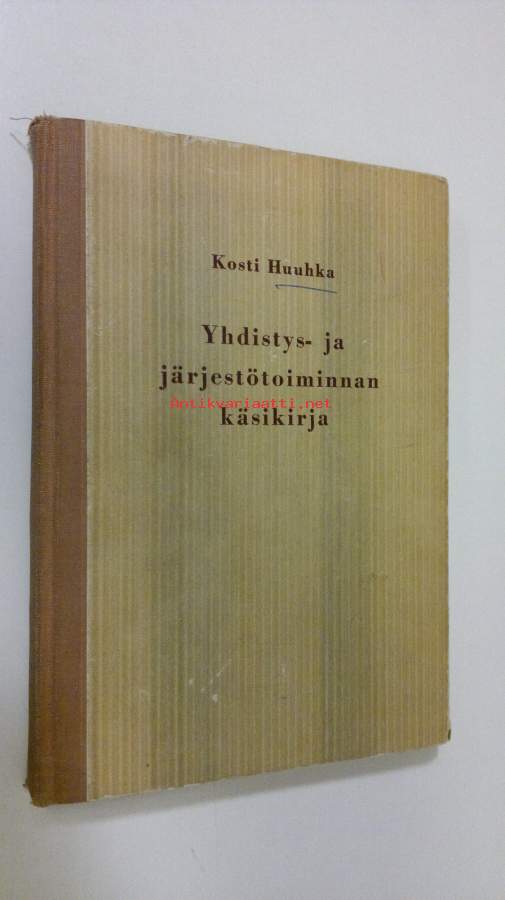 Kosti Huuhka
Yhdistys- ja
järjestötoiminnan
Antikvariaatti.net
käsikirja